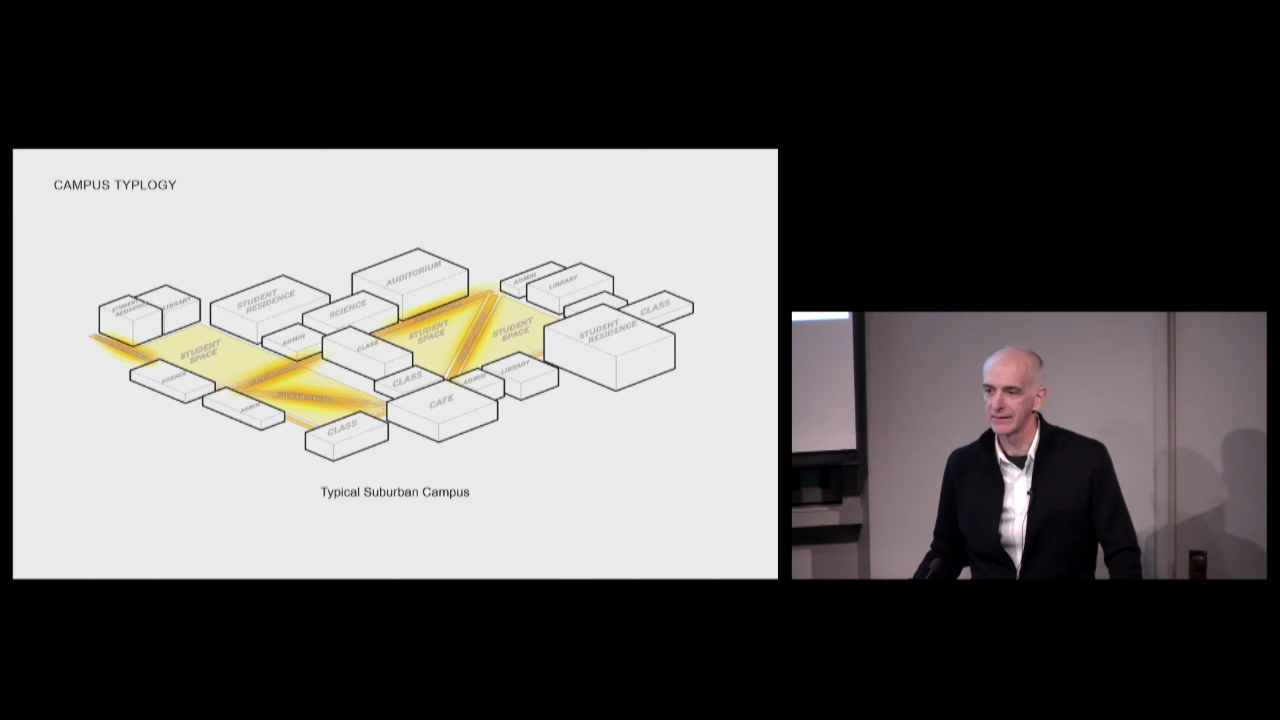 CAMPUS TYPLOGY
AUDITORIUM
ADMIN
LIBRARY
STUDENT
RESIDENCE
LIBRARY
STUDENT
RESIDENCE
SCIENCE
CLASS
STUDENT
SPACE
STUDENT
SPACE
STUDENT
RESIDENCE
ADMIN
CLASS
STUDENT
SPACE
SCIENCE
CLASS
ADMIN
LIBRARY
ADMIN
CAFE
CLASS
Typical Suburban Campus